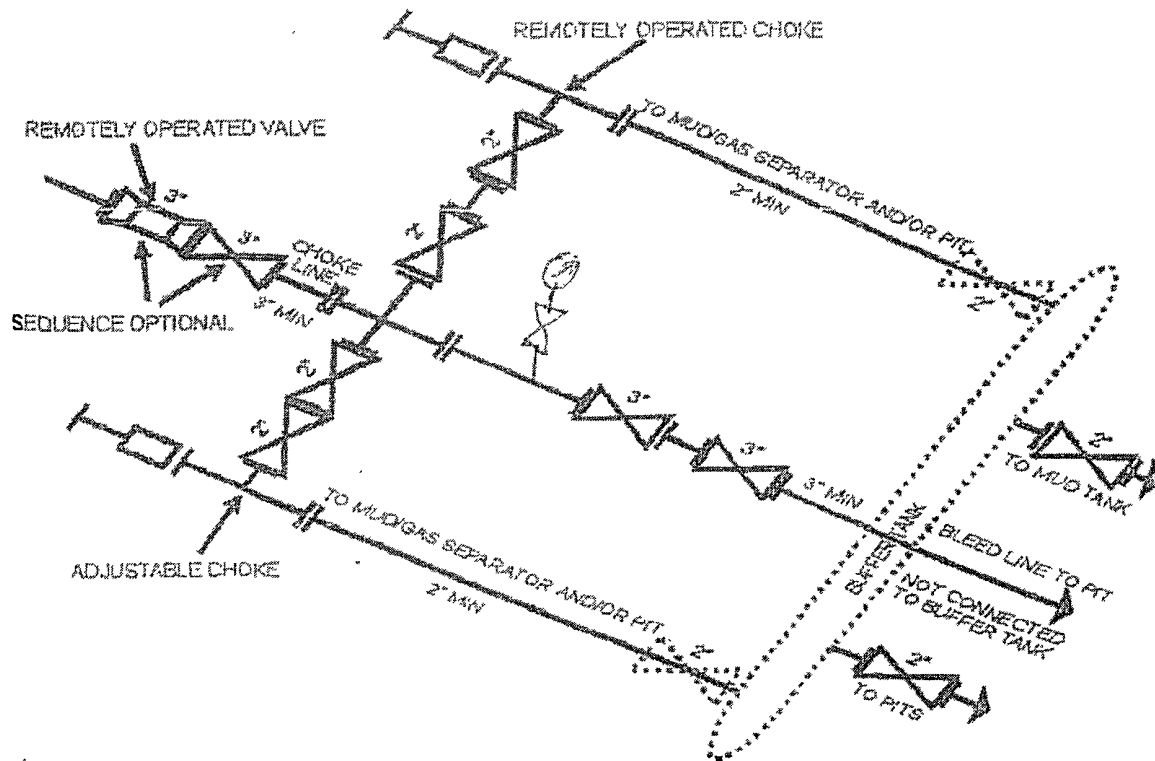 REMOTELY OPERATED CHOKE
REMOTELY OPERATED VALVE
TO MUD/GAS SEPARATOR AND/OR PIT
2" MIN
2"
2"
3"
3"
CHOKE
LINE
3" MIN
SEQUENCE OPTIONAL
2"
2"
2"
3"
3"
3" MIN
2"
TO MUD TANK
BUFFER TANK
BLEED LINE TO PIT
NOT CONNECTED
TO BUFFER TANK
2"
TO MUD/GAS SEPARATOR AND/OR PIT
2" MIN
ADJUSTABLE CHOKE
2"
2"
TO PITS